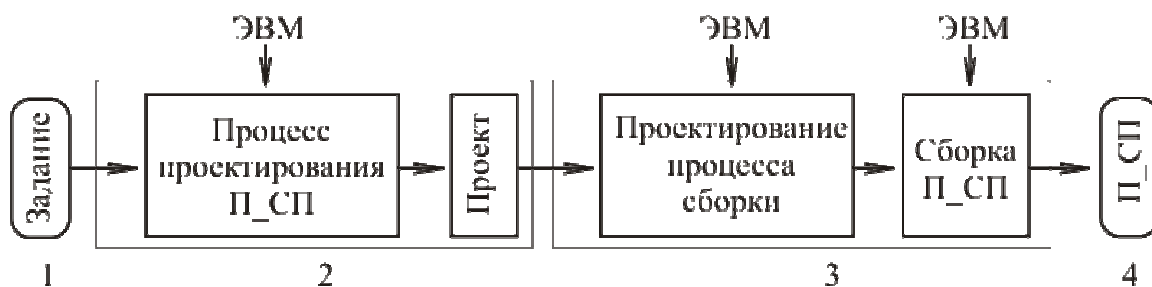 ЭВМ
ЭВМ
ЭВМ
Задание
Процесс
проектирования
П_СП
Проект
Проектирование
процесса
сборки
Сборка
П_СП
П_СП
1
2
3
4